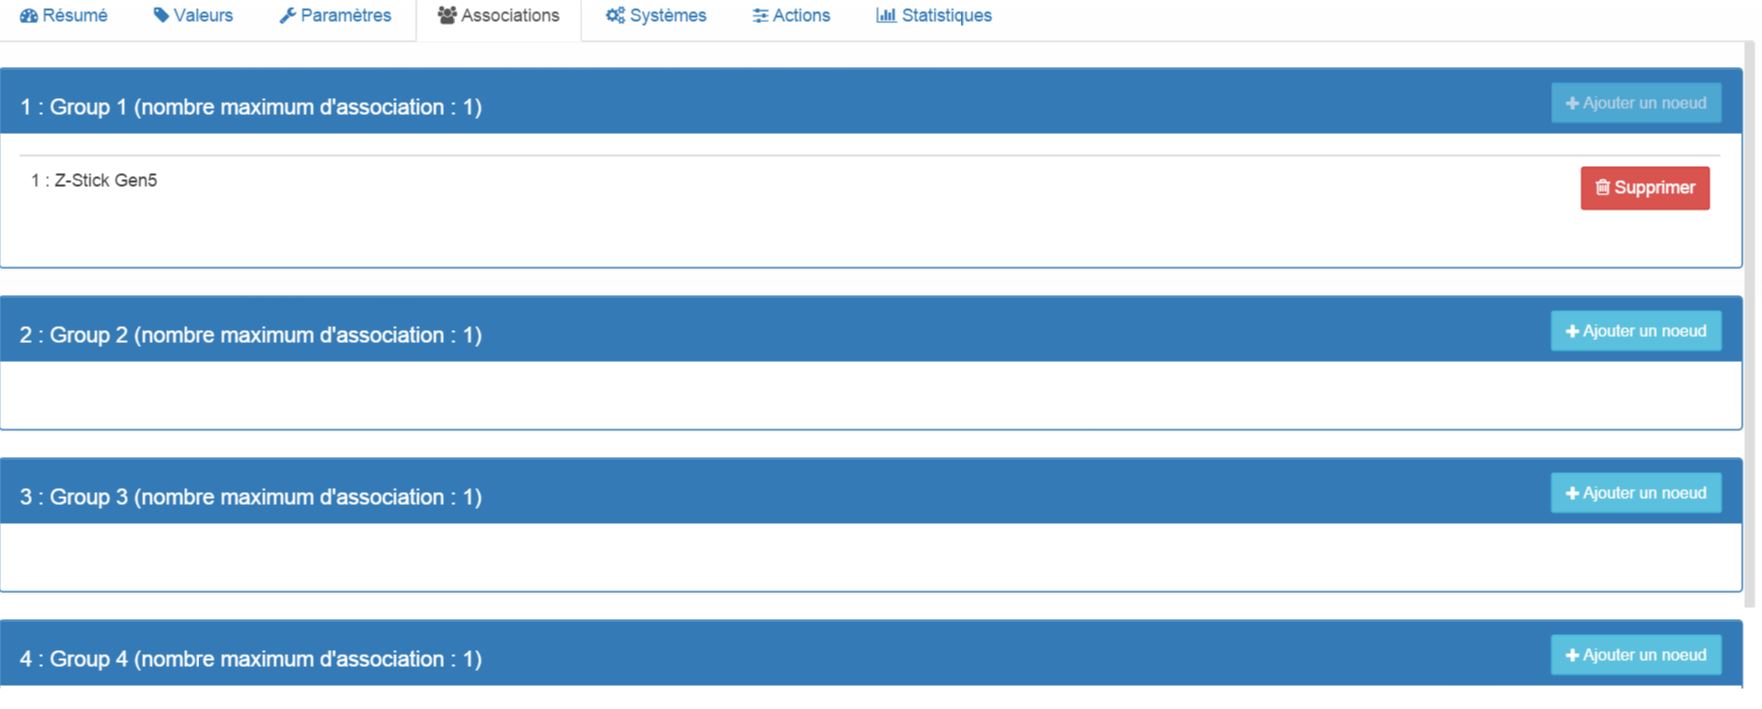 Résumé Valeurs Paramètres Associations Systèmes Actions Statistiques
1 : Group 1 (nombre maximum d'association : 1) Ajouter un noeud
1 : Z-Stick Gen5 Supprimer
2 : Group 2 (nombre maximum d'association : 1) Ajouter un noeud
3 : Group 3 (nombre maximum d'association : 1) Ajouter un noeud
4 : Group 4 (nombre maximum d'association : 1) Ajouter un noeud